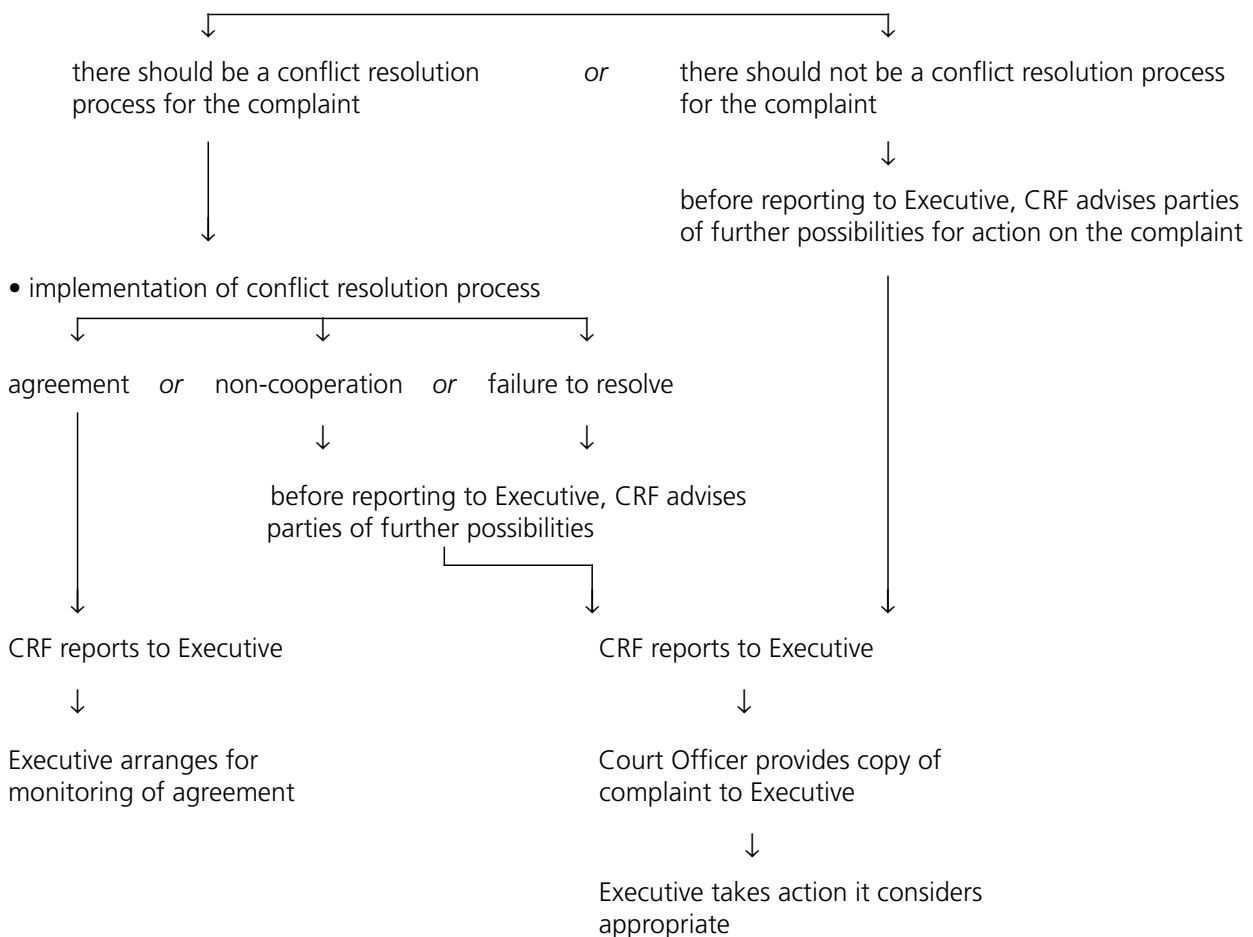 there should be a conflict resolution
process for the complaint
or
there should not be a conflict resolution process
for the complaint
before reporting to Executive, CRF advises parties
of further possibilities for action on the complaint
• implementation of conflict resolution process
agreement or non-cooperation or failure to resolve
before reporting to Executive, CRF advises
parties of further possibilities
CRF reports to Executive
Executive arranges for
monitoring of agreement
CRF reports to Executive
Court Officer provides copy of
complaint to Executive
Executive takes action it considers
appropriate